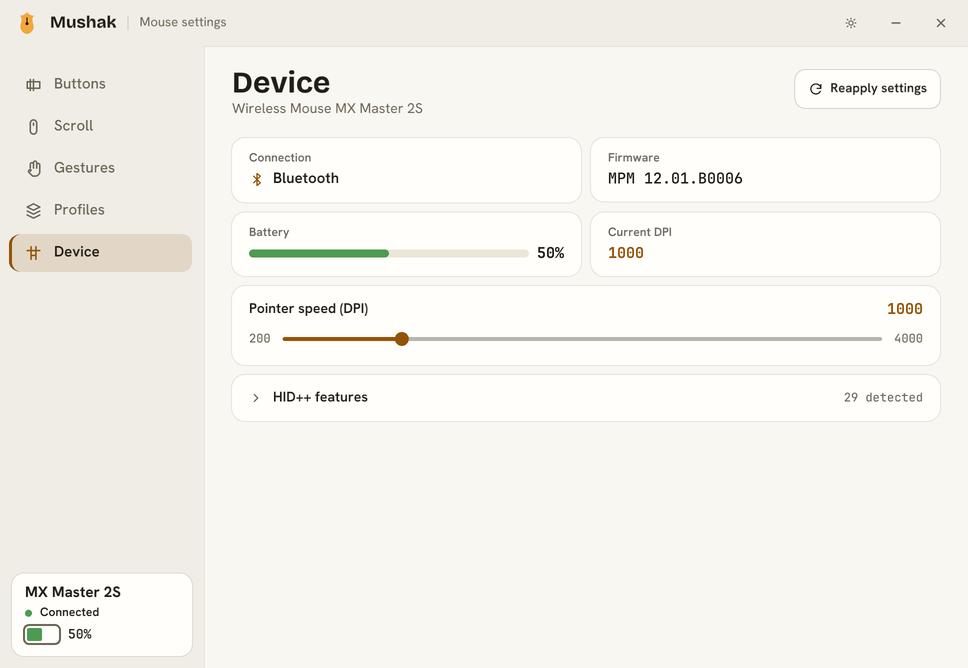 Mushak
Mouse settings
Buttons
Scroll
Gestures
Profiles
Device
MX Master 2S
Connected
50%
Device
Wireless Mouse MX Master 2S
Reapply settings
Connection
Bluetooth
Firmware
MPM 12.01.B0006
Battery
50%
Current DPI
1000
Pointer speed (DPI)
1000
200
4000
HID++ features
29 detected